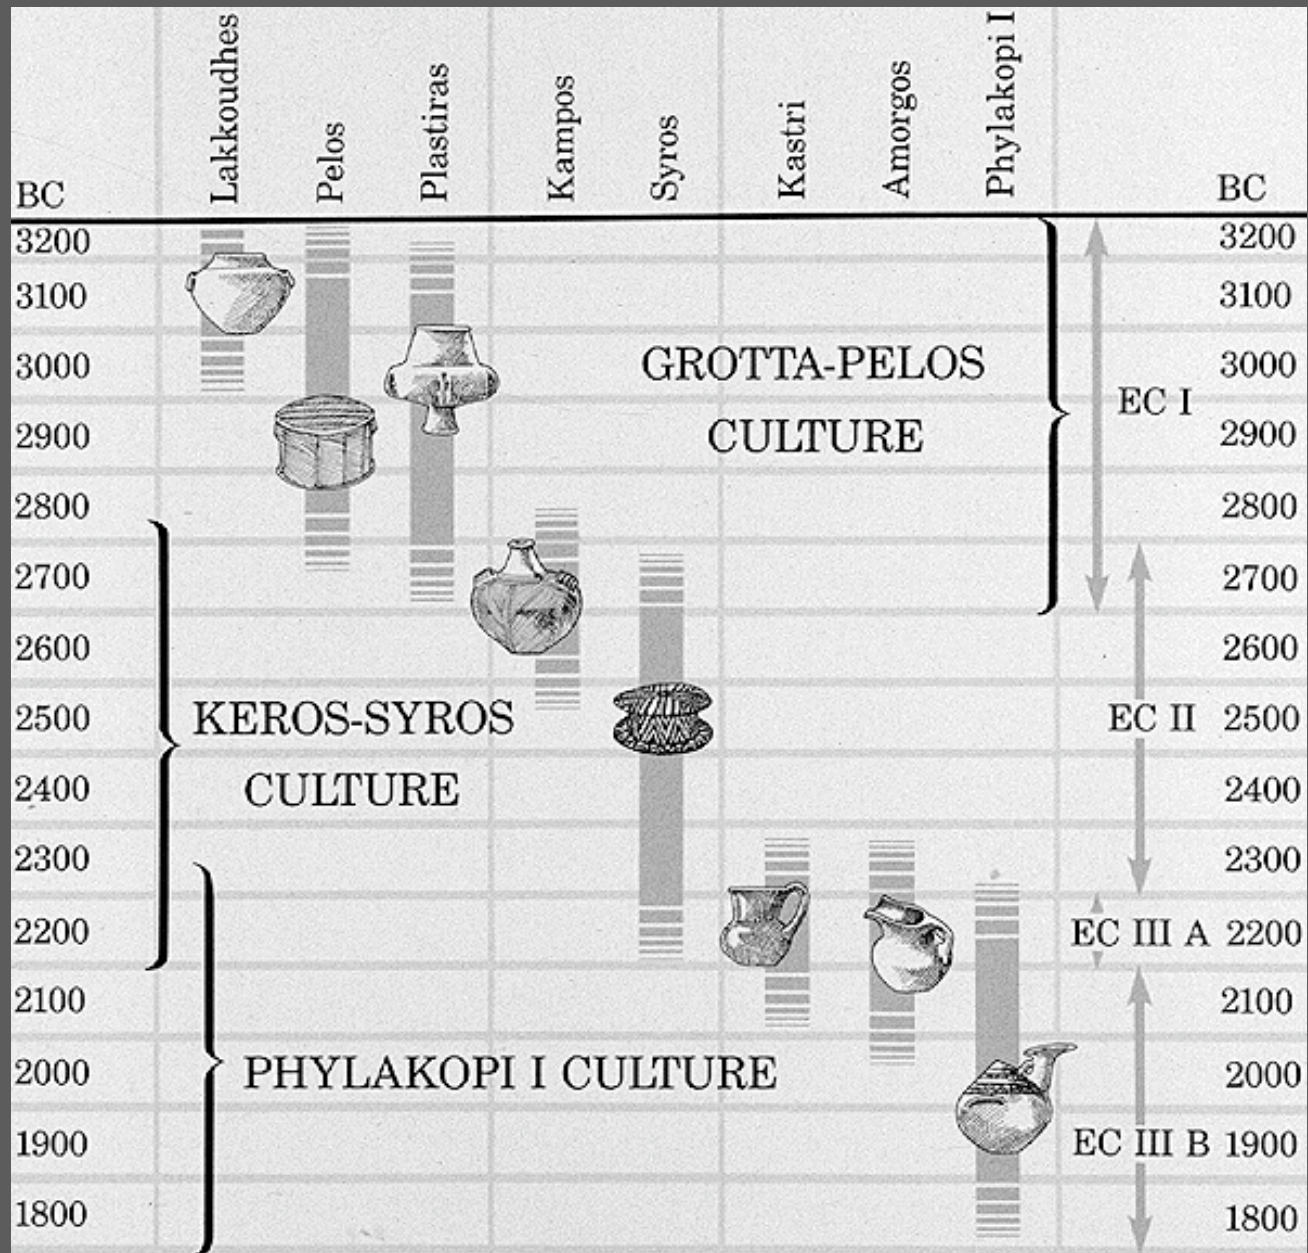 Lakkoudhes
Pelos
Plastiras
Kampos
Syros
Kastri
Amorgos
Phylakopi I
BC BC
3200 3200
3100 3100
3000 GROTTA-PELOS 3000
EC I
2900 CULTURE 2900
2800 2800
2700 2700
2600 2600
2500 KEROS-SYROS EC II 2500
2400 CULTURE 2400
2300 2300
2200 EC III A 2200
2100 2100
2000 PHYLAKOPI I CULTURE 2000
1900 EC III B 1900
1800 1800